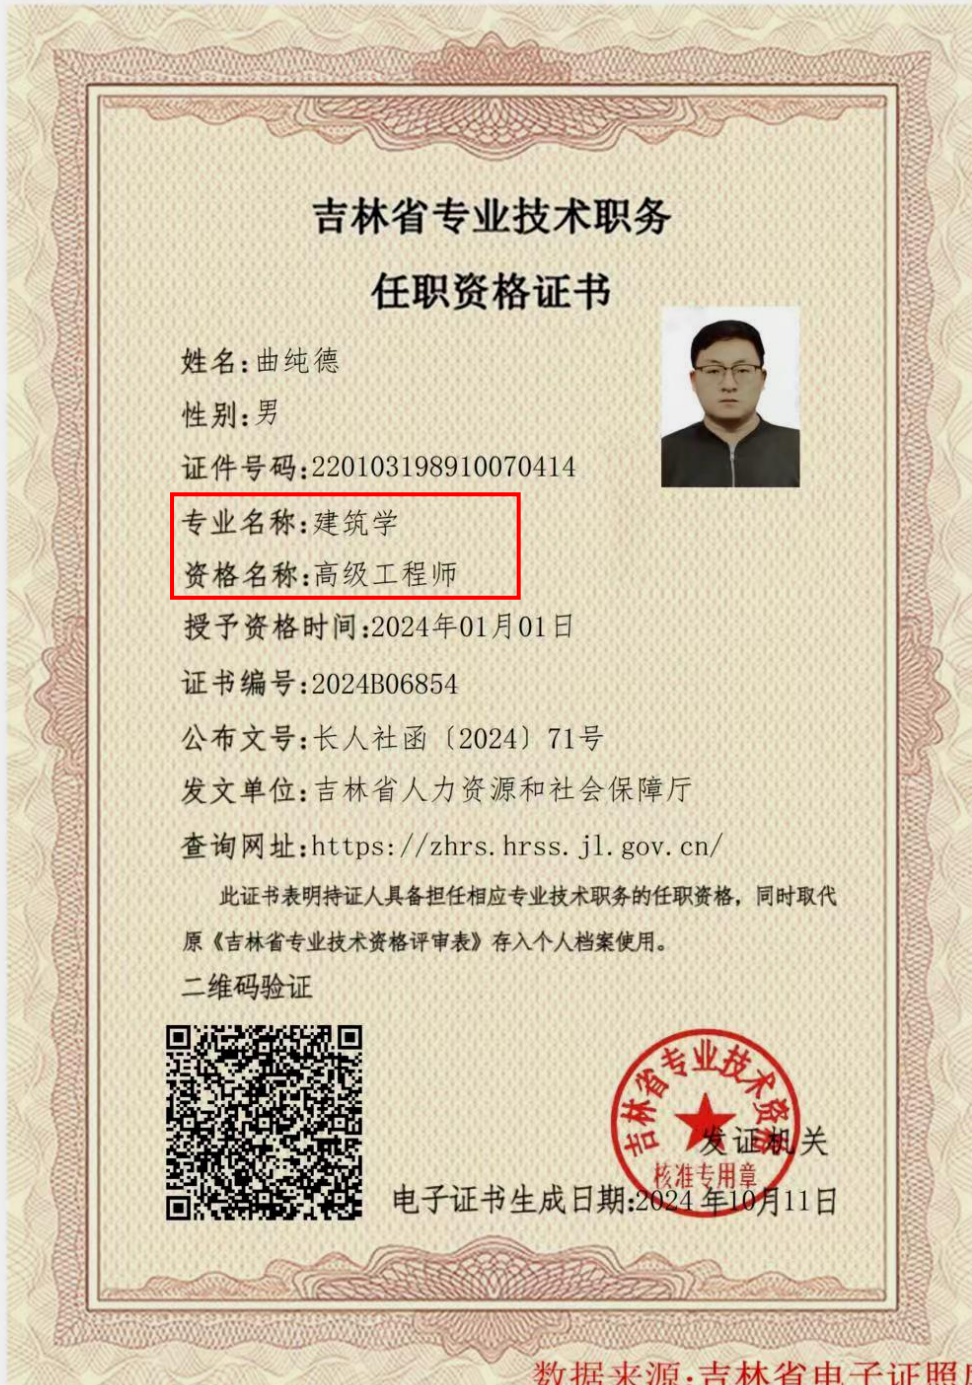 吉林省专业技术职务
任职资格证书
姓名:曲纯德
性别:男
证件号码:220103198910070414
专业名称:建筑学
资格名称:高级工程师
授予资格时间:2024年01月01日
证书编号:2024B06854
公布文号:长人社函〔2024〕71号
发文单位:吉林省人力资源和社会保障厅
查询网址:https://zhrs.hrss.jl.gov.cn/
此证书表明持证人具备担任相应专业技术职务的任职资格，同时取代
原《吉林省专业技术资格评审表》存入个人档案使用。
二维码验证
吉林省专业技术资格
核准专用章
发证机关
电子证书生成日期:2024年10月11日
数据来源:吉林省电子证照